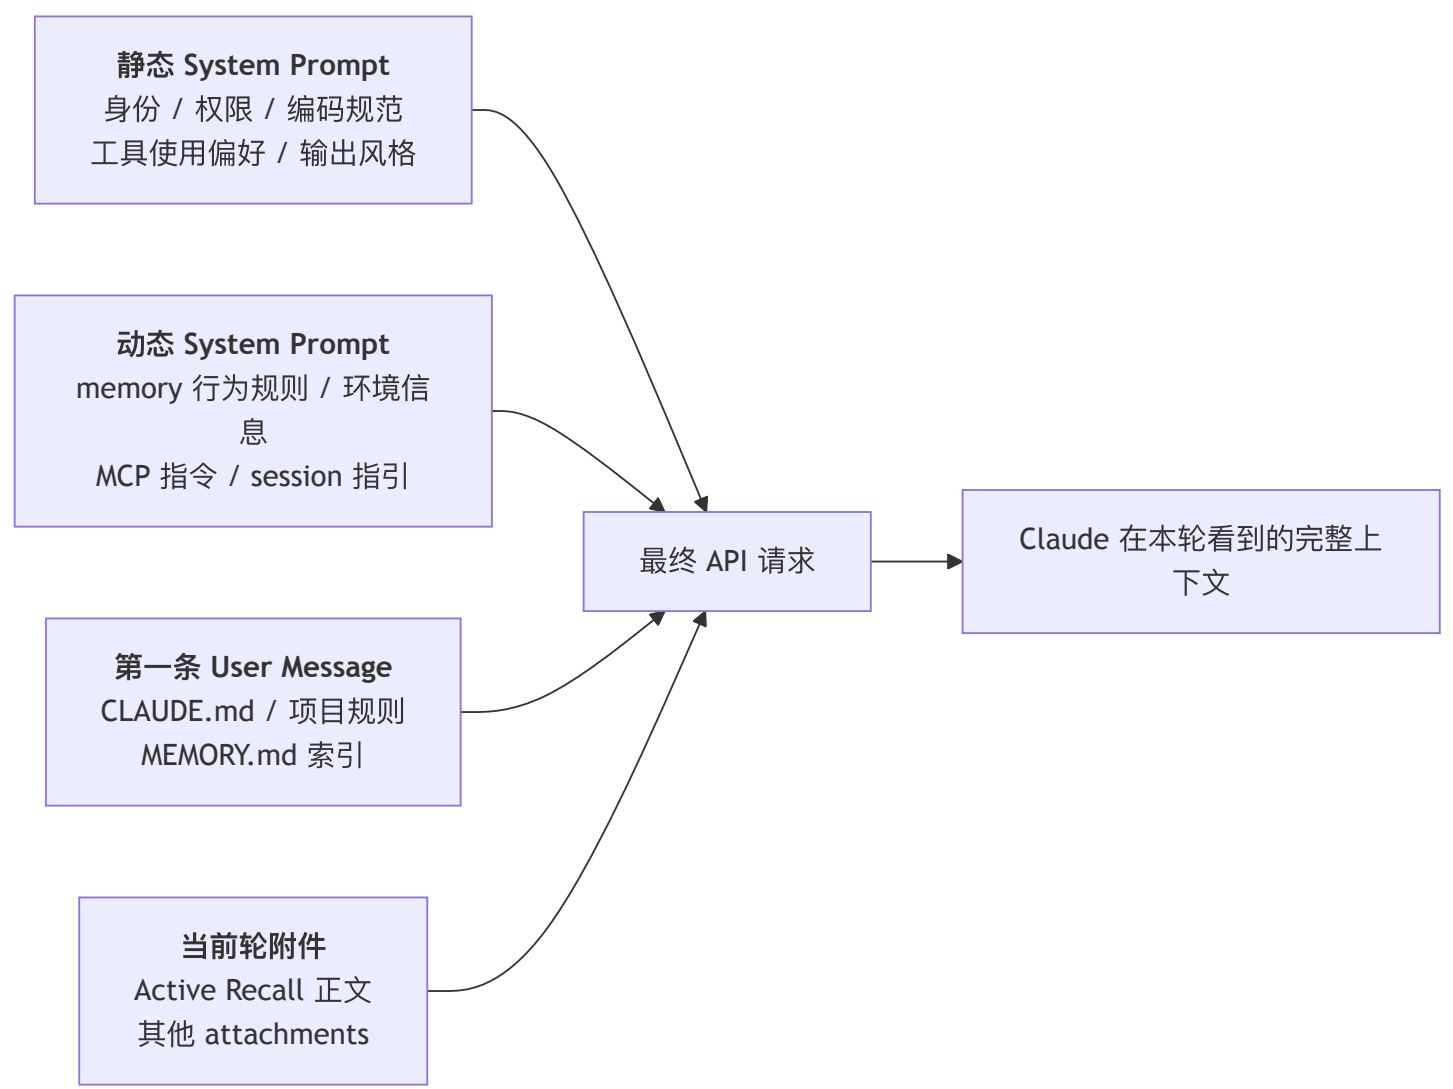 静态 System Prompt
身份 / 权限 / 编码规范
工具使用偏好 / 输出风格
动态 System Prompt
memory 行为规则 / 环境信
息
MCP 指令 / session 指引
第一条 User Message
CLAUDE.md / 项目规则
MEMORY.md 索引
当前轮附件
Active Recall 正文
其他 attachments
最终 API 请求
Claude 在本轮看到的完整上
下文